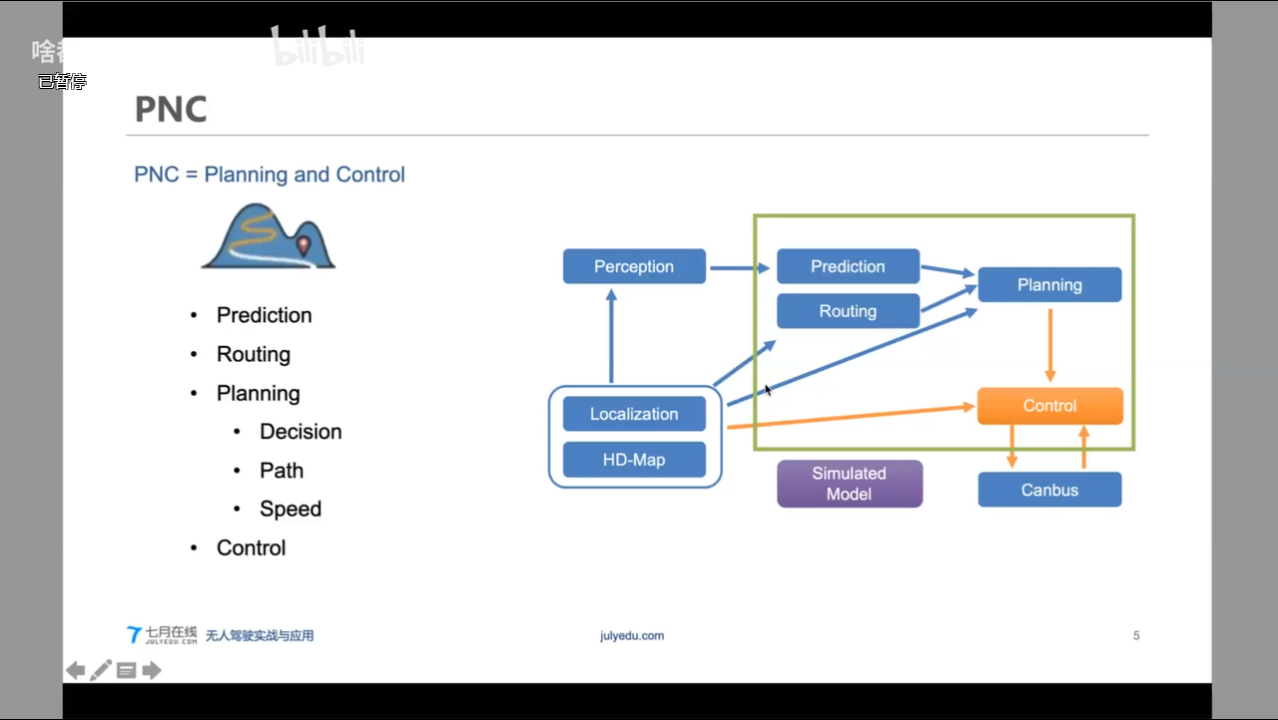 bilibili
已暂停
PNC
PNC = Planning and Control
• Prediction
• Routing
• Planning
• Decision
• Path
• Speed
• Control
Perception
Prediction
Routing
Planning
Localization
HD-Map
Control
Simulated
Model
Canbus
七月在线
JULYEDU.COM
无人驾驶实战与应用
julyedu.com
5